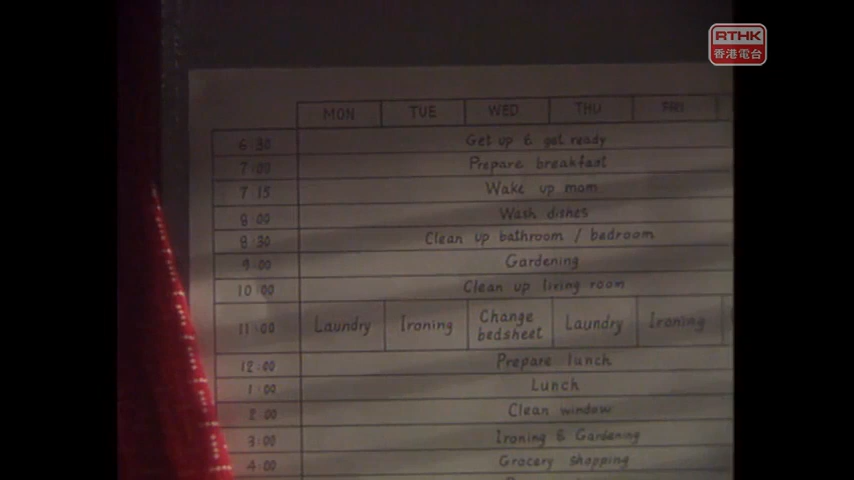 RTHK
香港電台
MON TUE WED THU FRI
6:30 Get up & get ready
7:00 Prepare breakfast
7:15 Wake up mom
8:00 Wash dishes
8:30 Clean up bathroom / bedroom
9:00 Gardening
10:00 Clean up living room
11:00 Laundry Ironing Change bedsheet Laundry Ironing
12:00 Prepare lunch
1:00 Lunch
2:00 Clean window
3:00 Ironing & Gardening
4:00 Grocery shopping